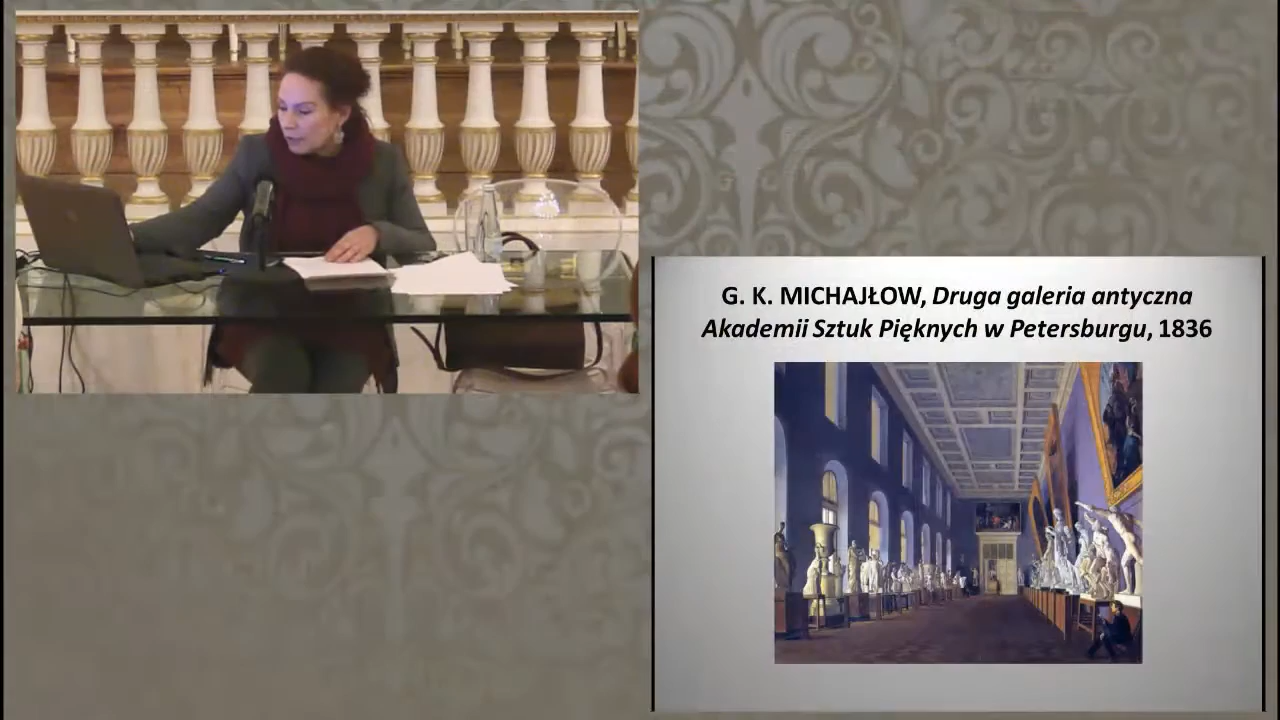 G. K. MICHAJŁOW, Druga galeria antyczna
Akademii Sztuk Pięknych w Petersburgu, 1836